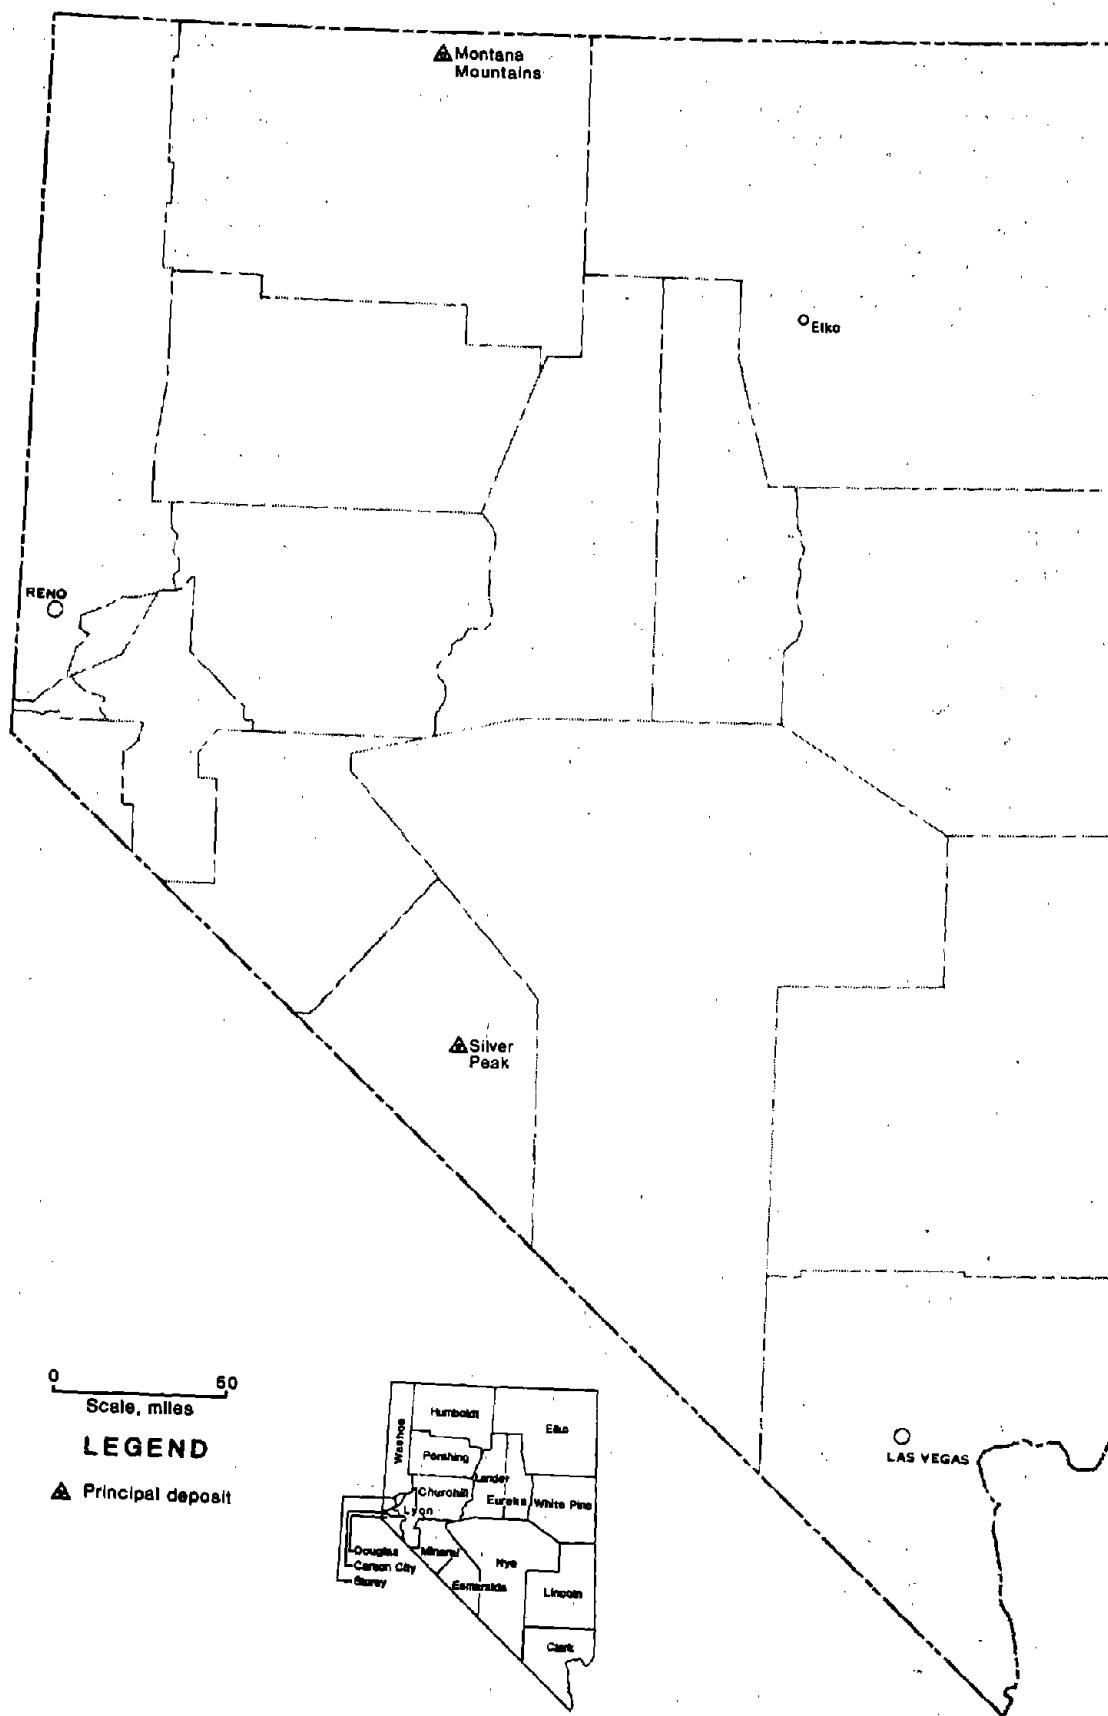 Montana
Mountains
Elko
RENO
Silver
Peak
LAS VEGAS
0 50
Scale, miles
LEGEND
Principal deposit
Washoe
Humboldt
Elko
Pershing
Lander
Churchill
Eureka
White Pine
Lyon
Douglas
Carson City
Storey
Mineral
Nye
Esmeralda
Lincoln
Clark